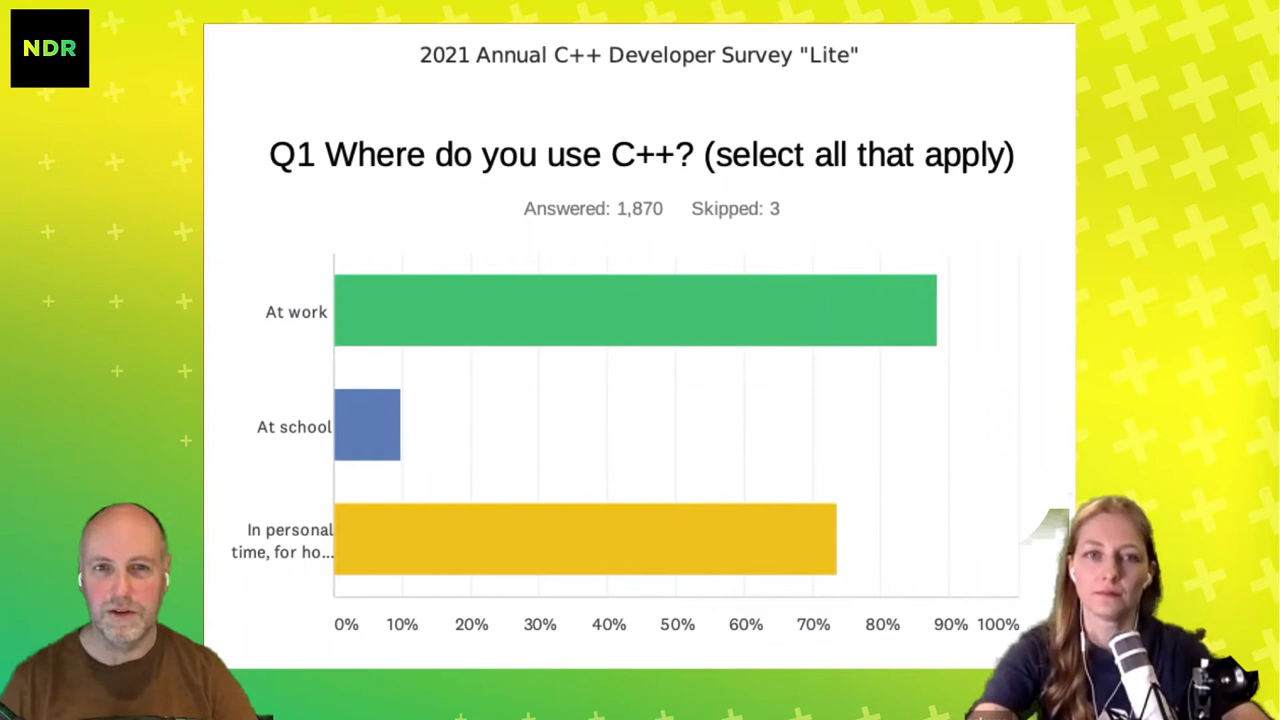 NDR
2021 Annual C++ Developer Survey "Lite"
Q1 Where do you use C++? (select all that apply)
Answered: 1,870 Skipped: 3
At work
At school
In personal
time, for ho...
0% 10% 20% 30% 40% 50% 60% 70% 80% 90% 100%